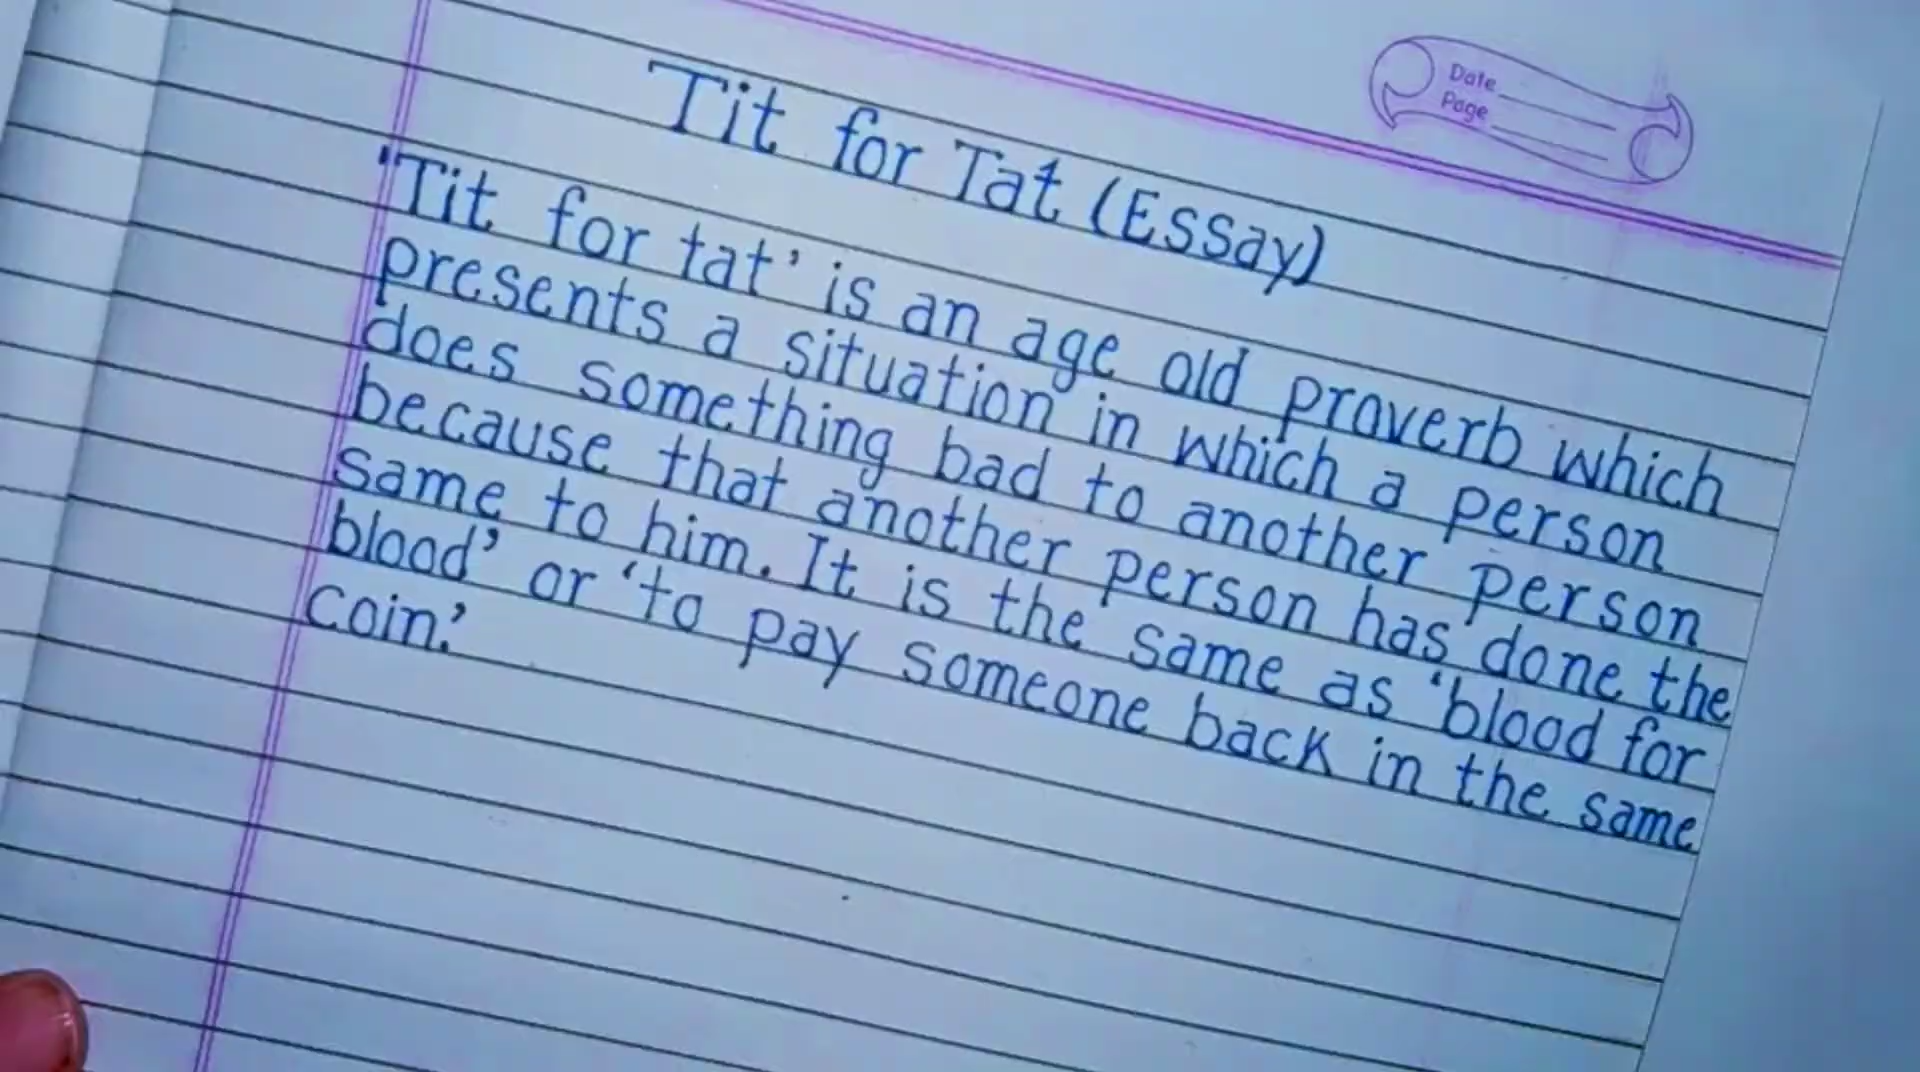 Date
Page
Tit for Tat (Essay)
'Tit for tat' is an age old proverb which
presents a situation in which a person
does something bad to another person
because that another person has done the
same to him. It is the same as 'blood for
blood' or 'to pay someone back in the same
coin.'